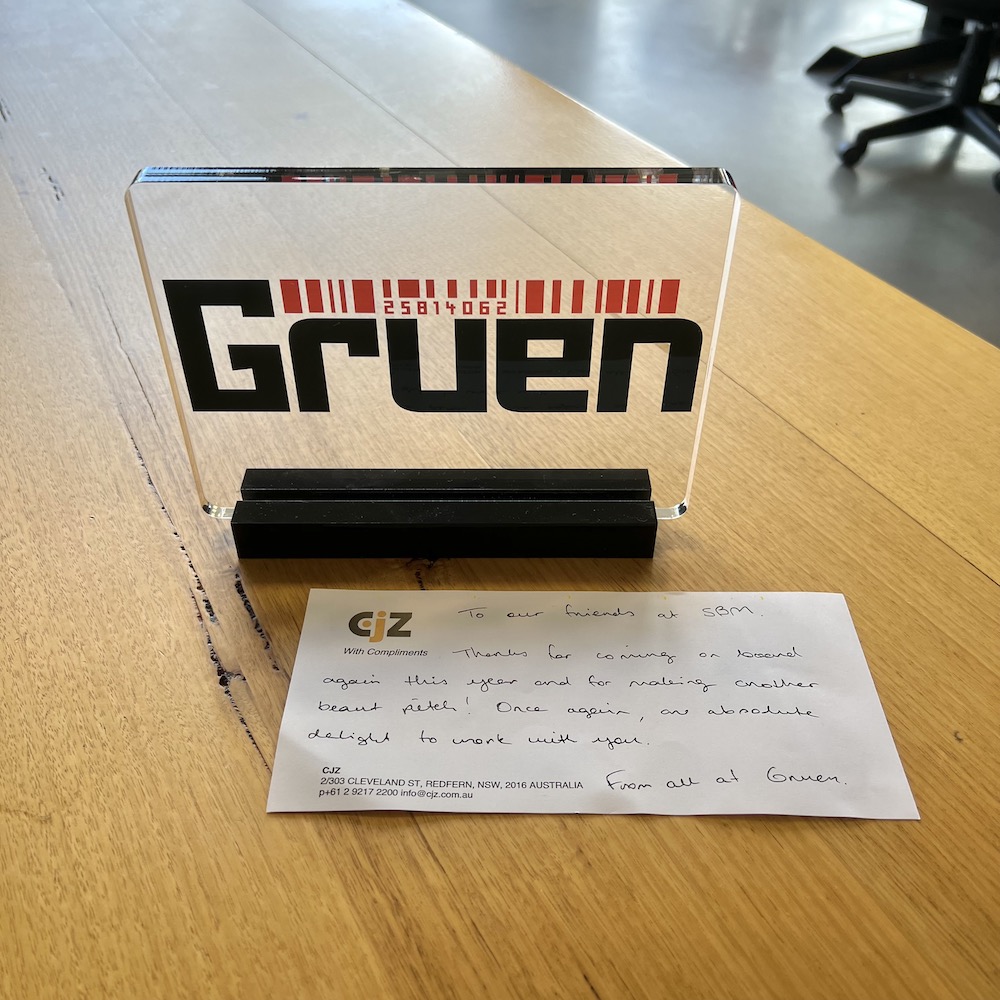 25814062
Gruen
CJZ
With Compliments
To our friends at SBM.
Thanks for coming on board
again this year and for making another
beaut pitch! Once again, an absolute
delight to work with you.
From all at Gruen.
CJZ
2/303 CLEVELAND ST, REDFERN, NSW, 2016 AUSTRALIA
p+61 2 9217 2200 info@cjz.com.au